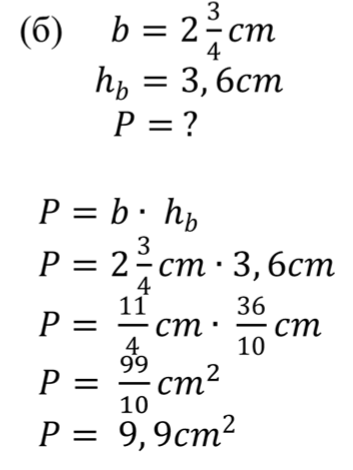 (б) b = 2 3/4 cm
h_b = 3,6cm
P = ?
P = b · h_b
P = 2 3/4 cm · 3,6cm
P = 11/4 cm · 36/10 cm
P = 99/10 cm²
P = 9,9cm²